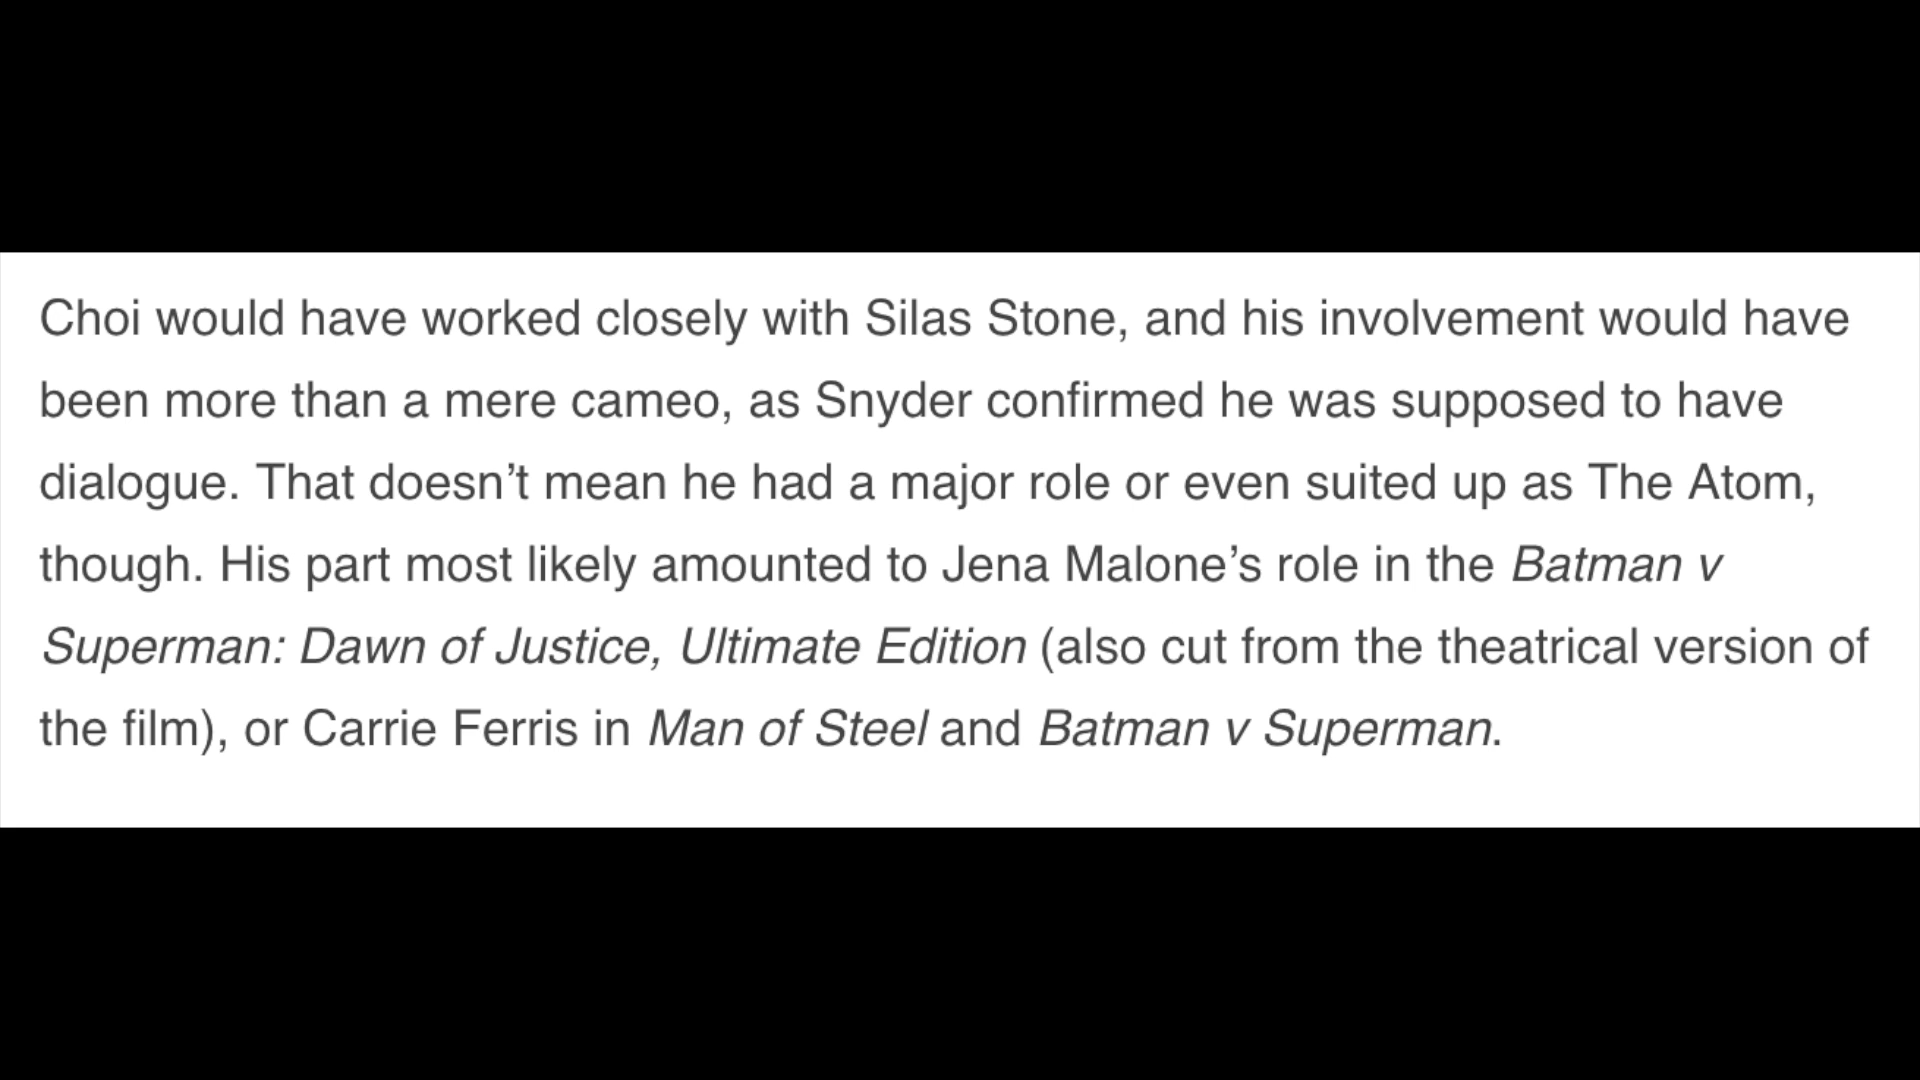 Choi would have worked closely with Silas Stone, and his involvement would have
been more than a mere cameo, as Snyder confirmed he was supposed to have
dialogue. That doesn’t mean he had a major role or even suited up as The Atom,
though. His part most likely amounted to Jena Malone’s role in the Batman v
Superman: Dawn of Justice, Ultimate Edition (also cut from the theatrical version of
the film), or Carrie Ferris in Man of Steel and Batman v Superman.